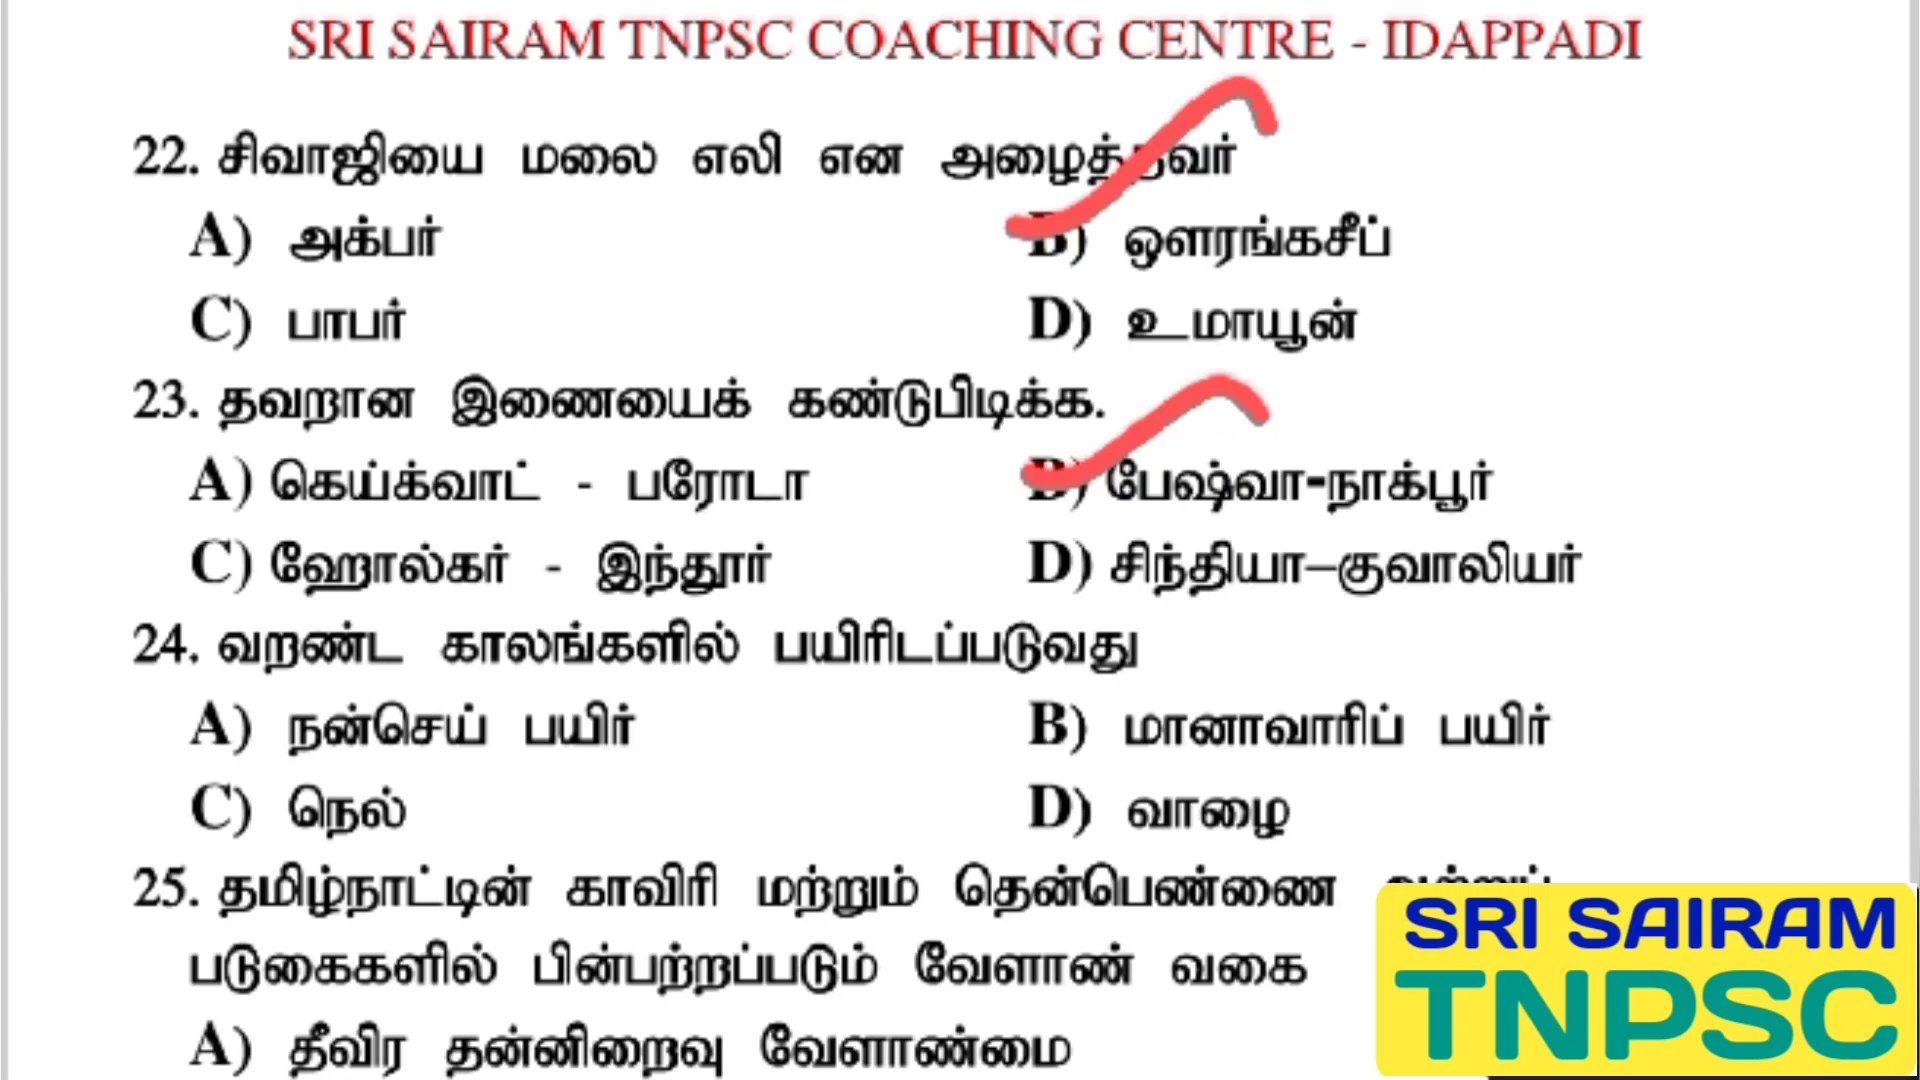 SRI SAIRAM TNPSC COACHING CENTRE - IDAPPADI
22. சிவாஜியை மலை எலி என அழைத்தவர்
A) அக்பர் B) ஔரங்கசீப்
C) பாபர் D) உமாயூன்
23. தவறான இணையைக் கண்டுபிடிக்க.
A) கெய்க்வாட் - பரோடா B) பேஷ்வா-நாக்பூர்
C) ஹோல்கர் - இந்தூர் D) சிந்தியா–குவாலியர்
24. வறண்ட காலங்களில் பயிரிடப்படுவது
A) நன்செய் பயிர் B) மானாவாரிப் பயிர்
C) நெல் D) வாழை
25. தமிழ்நாட்டின் காவிரி மற்றும் தென்பெண்ணை
படுகைகளில் பின்பற்றப்படும் வேளாண் வகை
A) தீவிர தன்னிறைவு வேளாண்மை
SRI SAIRAM
TNPSC